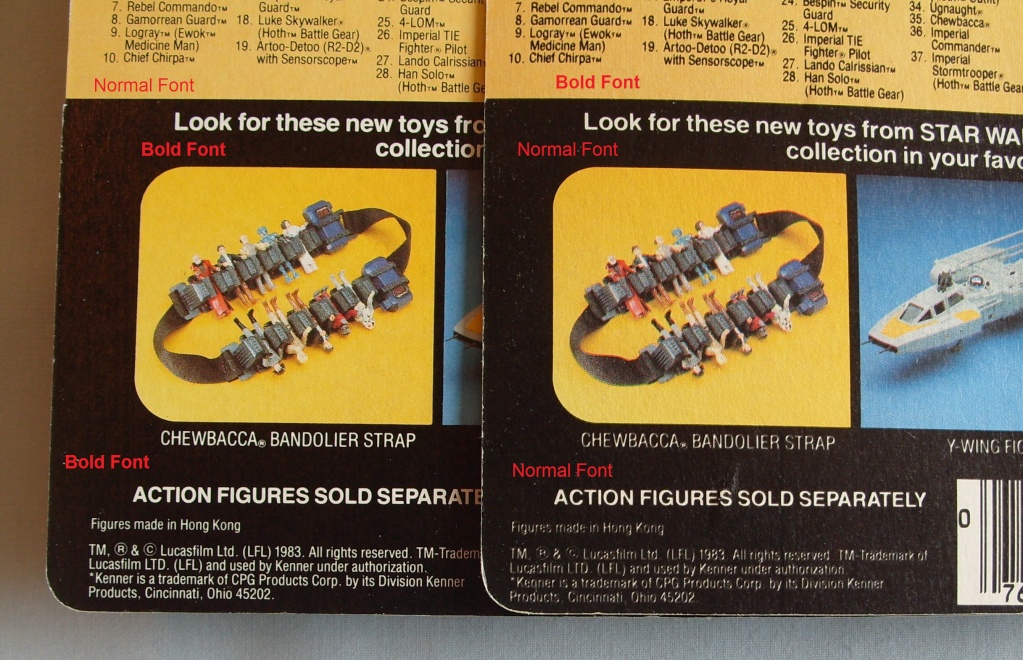 7. Rebel Commando™
8. Gamorrean Guard™
9. Logray™ (Ewok™
Medicine Man)
10. Chief Chirpa™
Guard™
18. Luke Skywalker®
(Hoth™ Battle Gear)
19. Artoo-Detoo (R2-D2)®
with Sensorscope™
Guard
25. 4-LOM™
26. Imperial TIE
Fighter® Pilot
27. Lando Calrissian
28. Han Solo™
(Hoth™ Battle Ge
Normal Font
Look for these new toys fro
collection
Bold Font
CHEWBACCA® BANDOLIER STRAP
Bold Font
ACTION FIGURES SOLD SEPARATE
Figures made in Hong Kong
TM, ® & © Lucasfilm Ltd. (LFL) 1983. All rights reserved. TM-Tradem
Lucasfilm LTD. (LFL) and used by Kenner under authorization.
*Kenner is a trademark of CPG Products Corp. by its Division Kenner
Products, Cincinnati, Ohio 45202.
7. Rebel Commando™
8. Gamorrean Guard™
9. Logray™ (Ewok™
Medicine Man)
10. Chief Chirpa™
Guard™
18. Luke Skywalker®
(Hoth™ Battle Gear)
19. Artoo-Detoo (R2-D2)®
with Sensorscope™
24. Bespin™ Security
Guard
25. 4-LOM™
26. Imperial TIE
Fighter® Pilot
27. Lando Calrissian™
28. Han Solo™
(Hoth™ Battle Gear)
34. Ugnaught®
35. Chewbacca®
36. Imperial
Commander™
37. Imperial
Stormtrooper®
(Hoth™ Battle Gear
Bold Font
Look for these new toys from STAR WA
collection in your favo
Normal Font
CHEWBACCA® BANDOLIER STRAP
Y-WING FIG
Normal Font
ACTION FIGURES SOLD SEPARATELY
Figures made in Hong Kong
TM, ® & © Lucasfilm Ltd. (LFL) 1983. All rights reserved. TM-Trademark of
Lucasfilm LTD. (LFL) and used by Kenner under authorization.
*Kenner is a trademark of CPG Products Corp. by its Division Kenner
Products, Cincinnati, Ohio 45202.
0
76